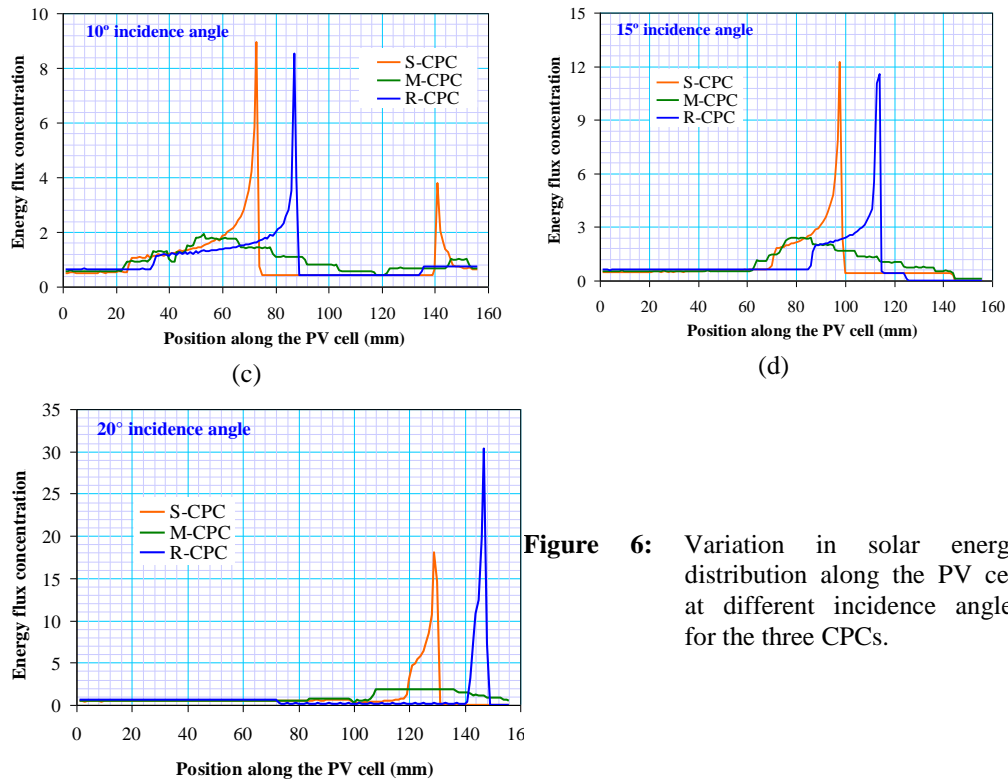 10
10º incidence angle
8
S-CPC
M-CPC
R-CPC
6
4
2
0
Energy flux concentration
0 20 40 60 80 100 120 140 160
Position along the PV cell (mm)
(c)
15
15º incidence angle
12
S-CPC
M-CPC
R-CPC
9
6
3
0
Energy flux concentration
0 20 40 60 80 100 120 140 160
Position along the PV cell (mm)
(d)
35
20° incidence angle
30
25
S-CPC
M-CPC
R-CPC
20
15
10
5
0
Energy flux concentration
0 20 40 60 80 100 120 140 16
Position along the PV cell (mm)
Figure 6: Variation in solar energ
distribution along the PV ce
at different incidence angle
for the three CPCs.